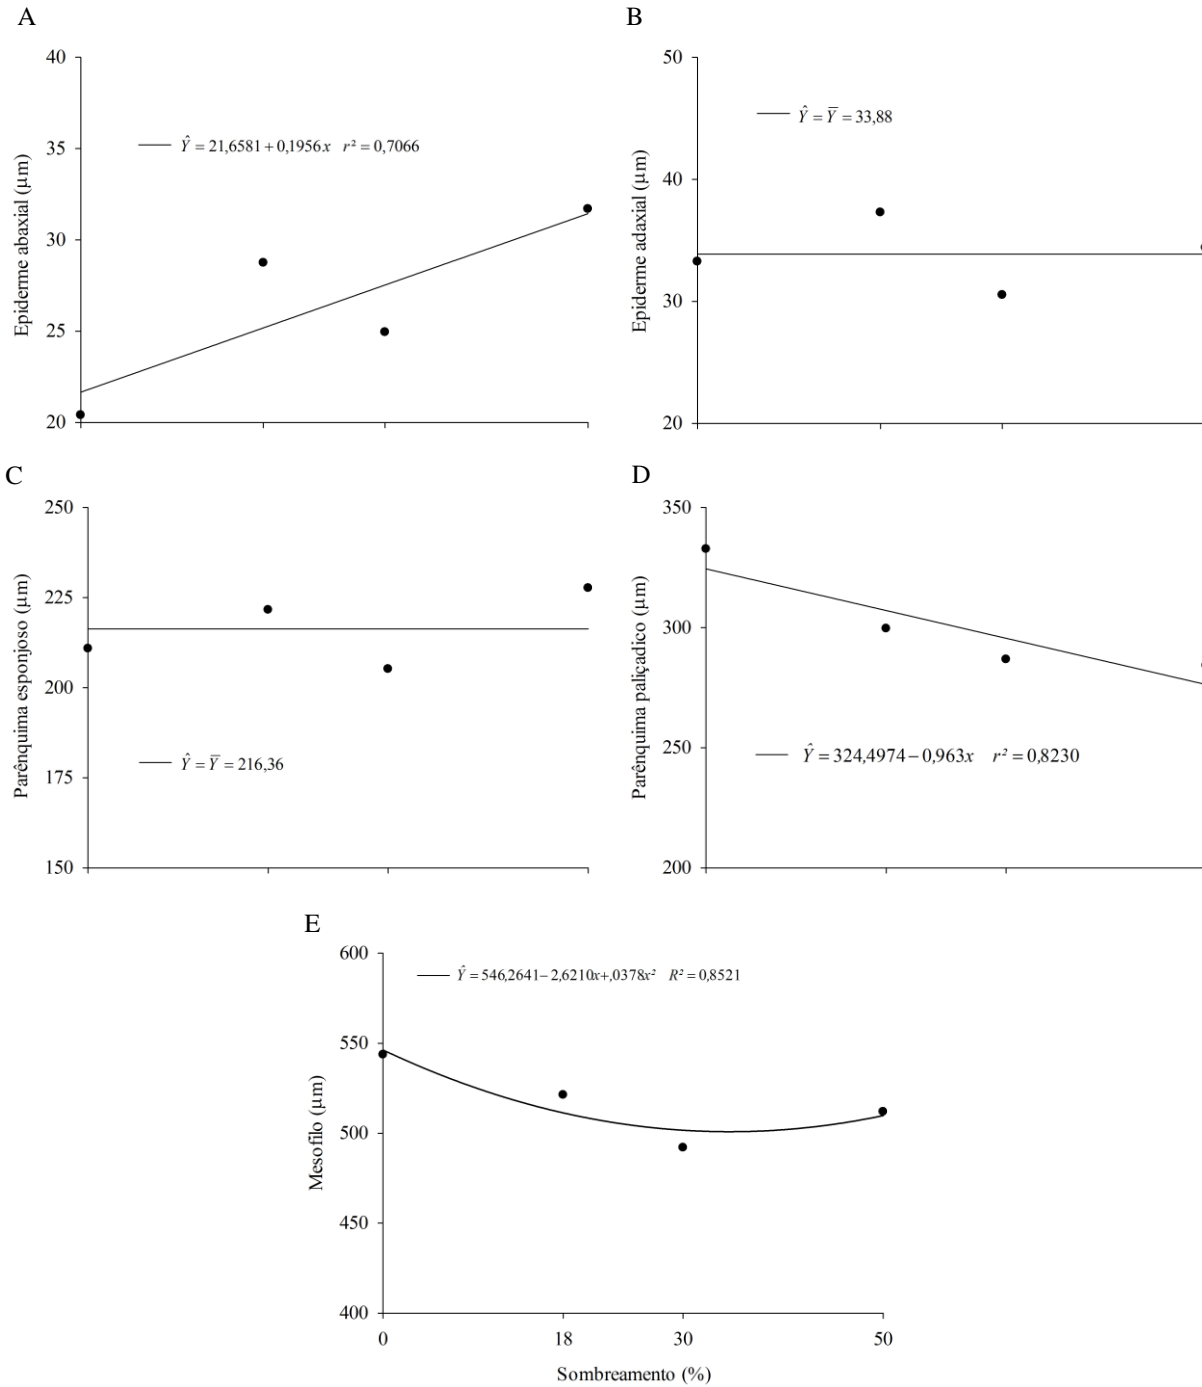 A
40
35
30
25
20
Epiderme abaxial (µm)
Ŷ = 21,6581 + 0,1956x r² = 0,7066
B
50
40
30
20
Epiderme adaxial (µm)
Ŷ = Y̅ = 33,88
C
250
225
200
175
150
Parênquima esponjoso (µm)
Ŷ = Y̅ = 216,36
D
350
300
250
200
Parênquima paliçadico (µm)
Ŷ = 324,4974 − 0,963x r² = 0,8230
E
600
550
500
450
400
Mesofilo (µm)
Ŷ = 546,2641 − 2,6210x+,0378x² R² = 0,8521
0 18 30 50
Sombreamento (%)